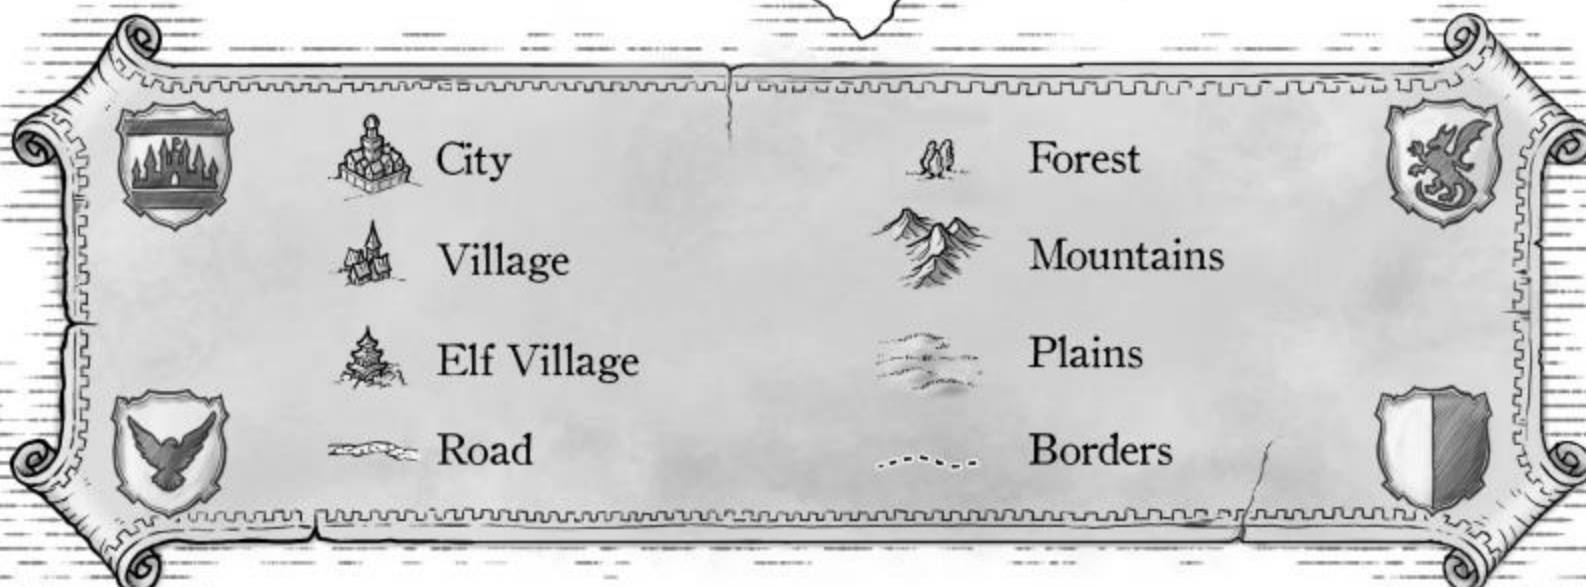 City
Village
Elf Village
Road
Forest
Mountains
Plains
Borders